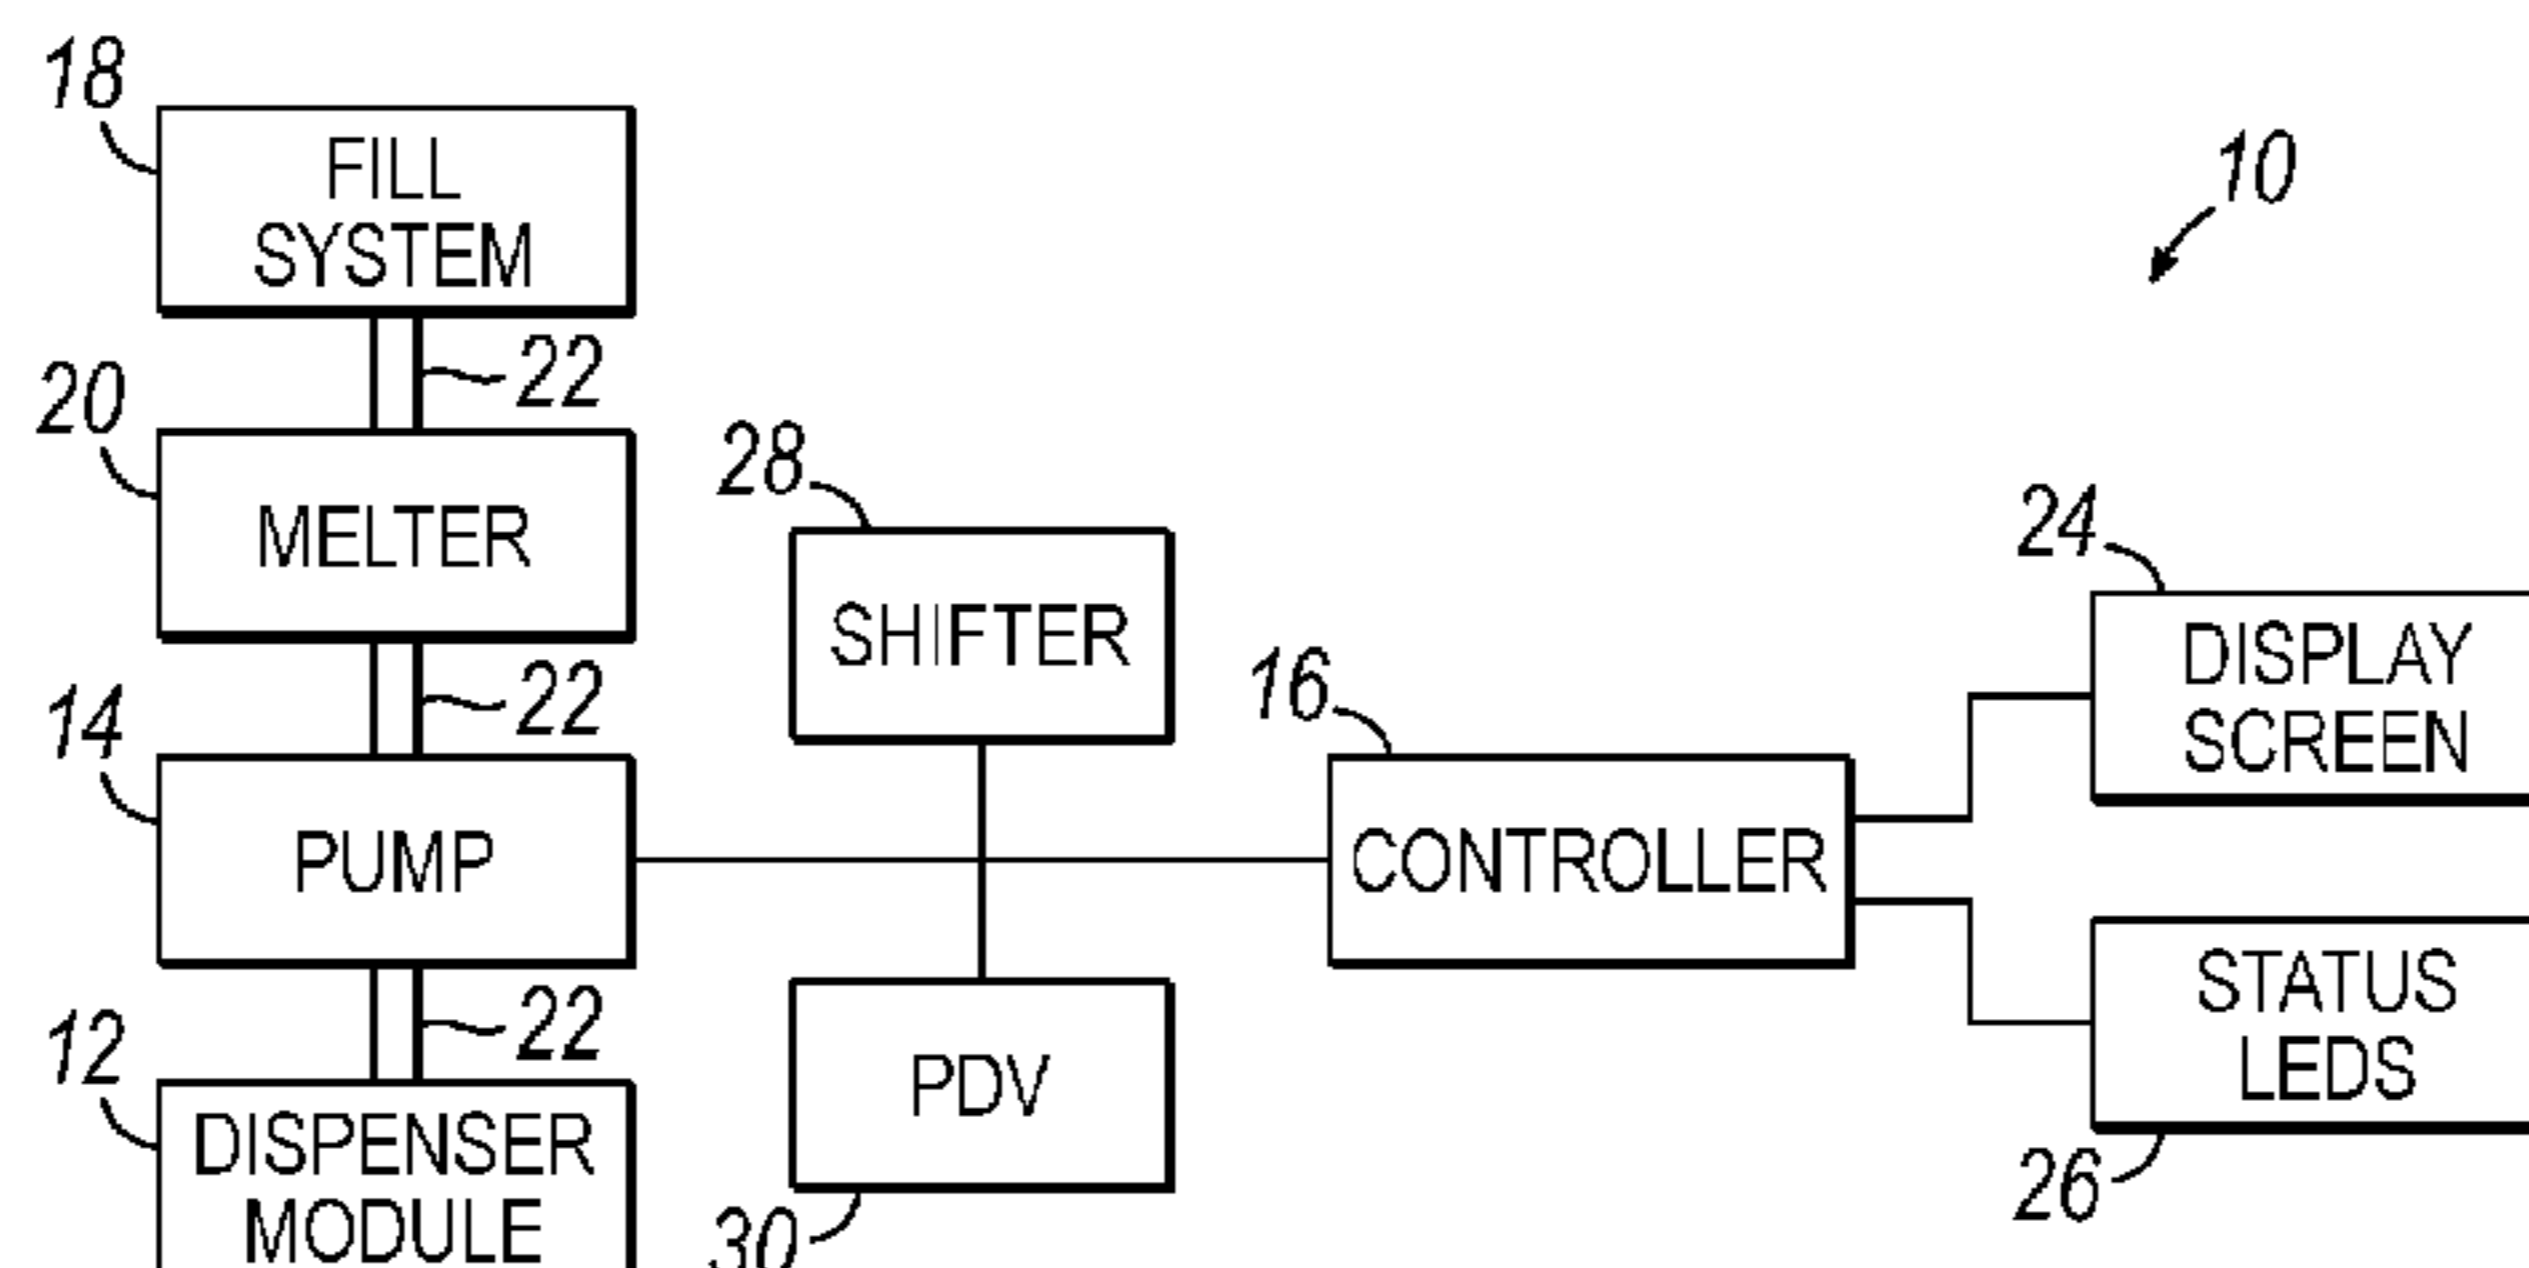 18
FILL
SYSTEM
10
22
20
MELTER
28
SHIFTER
24
DISPLAY
SCREEN
22
14
PUMP
16
CONTROLLER
STATUS
LEDS
26
22
12
DISPENSER
MODULE
PDV
30